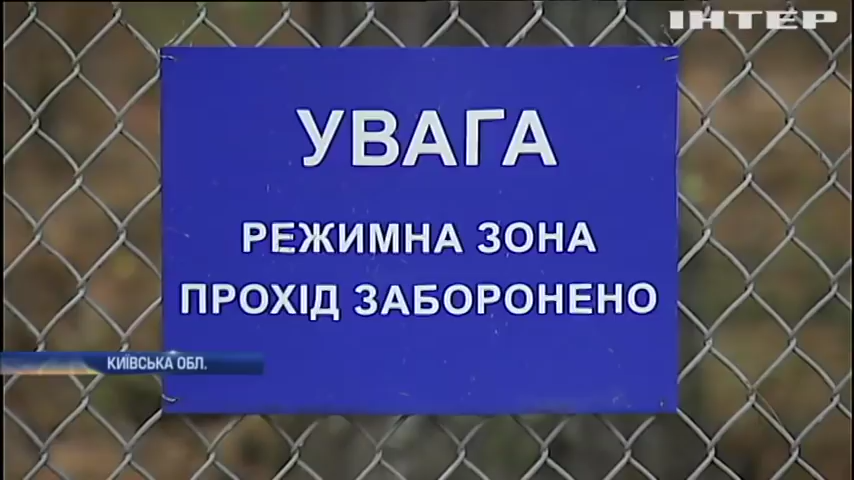 ІНТЕР
УВАГА
РЕЖИМНА ЗОНА
ПРОХІД ЗАБОРОНЕНО
КИЇВСЬКА ОБЛ.